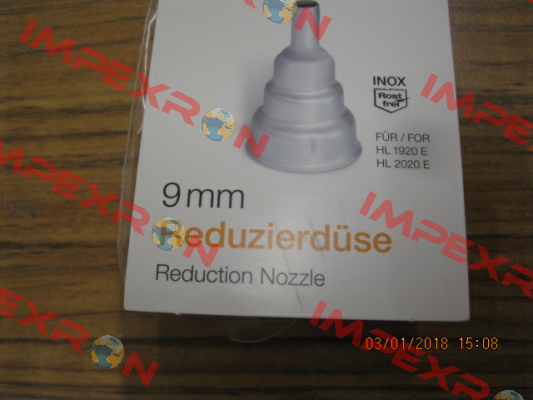 INOX
Rost
frei
FÜR / FOR
HL 1920 E
HL 2020 E
9 mm
Reduzierdüse
Reduction Nozzle
03/01/2018 15:08
IMPEXRON
IMPEXRON
IMPEXRON
IMPEXRON
IMPEXRON